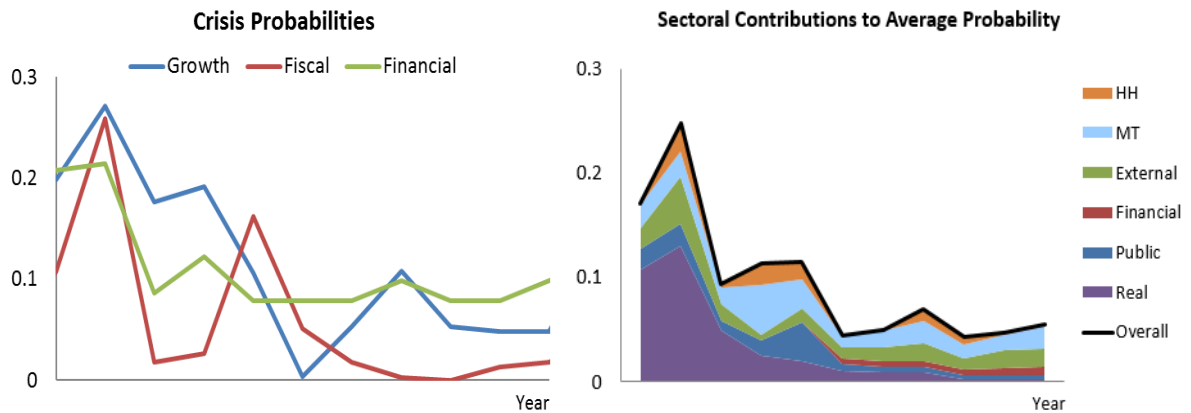 Crisis Probabilities
Growth Fiscal Financial
0.3
0.2
0.1
0
Year
Sectoral Contributions to Average Probability
0.3
0.2
0.1
0
Year
HH
MT
External
Financial
Public
Real
Overall